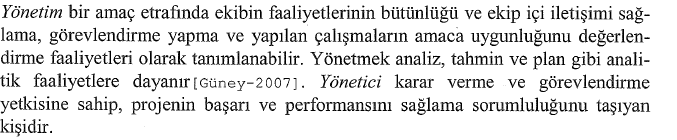 Yönetim bir amaç etrafında ekibin faaliyetlerinin bütünlüğü ve ekip içi iletişimi sağ-
lama, görevlendirme yapma ve yapılan çalışmaların amaca uygunluğunu değerlen-
dirme faaliyetleri olarak tanımlanabilir. Yönetmek analiz, tahmin ve plan gibi anali-
tik faaliyetlere dayanır[Güney-2007]. Yönetici karar verme ve görevlendirme
yetkisine sahip, projenin başarı ve performansını sağlama sorumluluğunu taşıyan
kişidir.